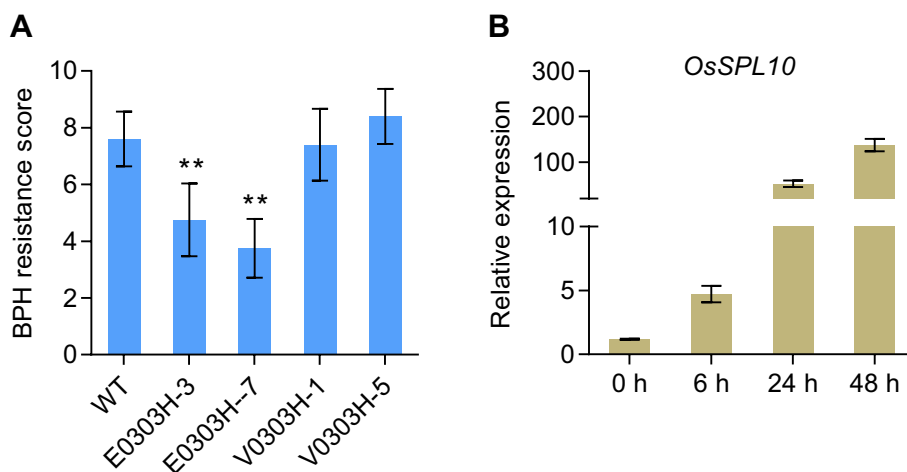 A
BPH resistance score
10
8
6
4
2
0
**
**
WT
E0303H-3
E0303H--7
V0303H-1
V0303H-5
B
OsSPL10
Relative expression
300
200
100
10
5
0
0 h
6 h
24 h
48 h